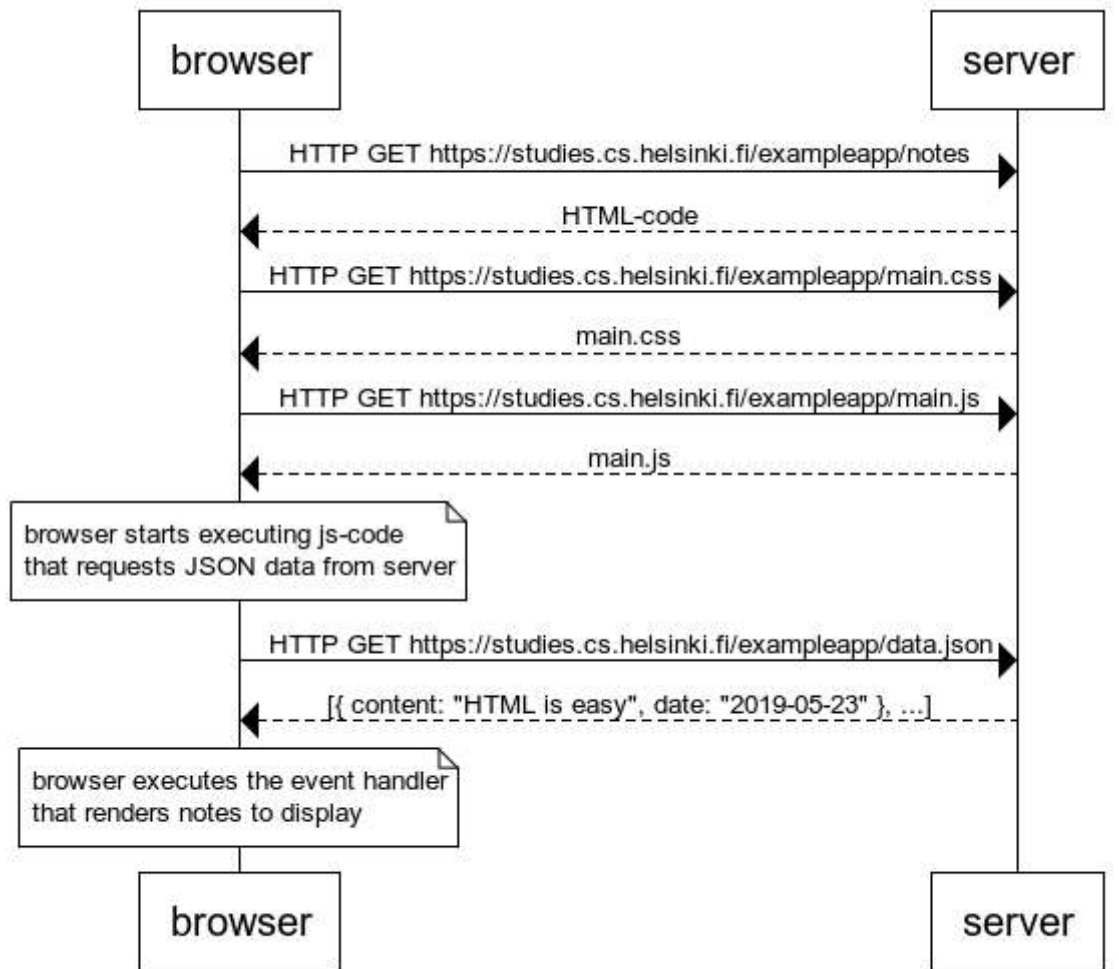 browser
server
HTTP GET https://studies.cs.helsinki.fi/exampleapp/notes
HTML-code
HTTP GET https://studies.cs.helsinki.fi/exampleapp/main.css
main.css
HTTP GET https://studies.cs.helsinki.fi/exampleapp/main.js
main.js
browser starts executing js-code
that requests JSON data from server
HTTP GET https://studies.cs.helsinki.fi/exampleapp/data.json
[{ content: "HTML is easy", date: "2019-05-23" }, ...]
browser executes the event handler
that renders notes to display
browser
server